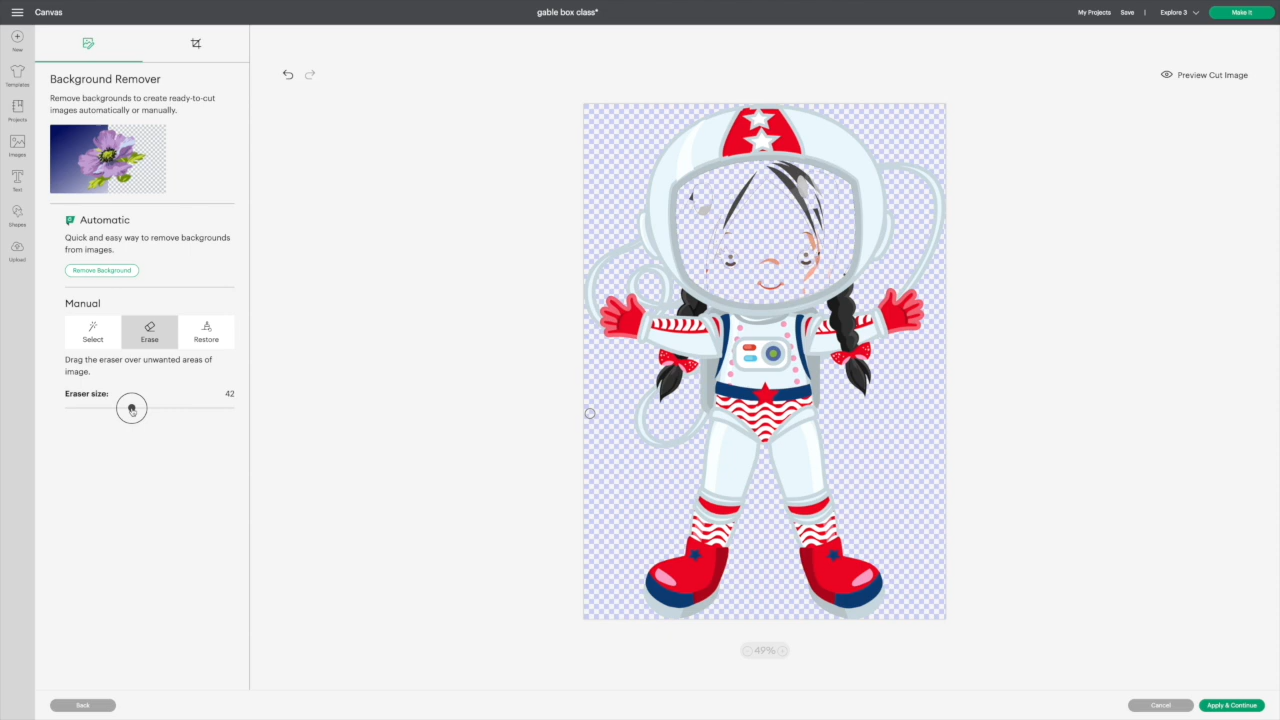 Canvas
gable box class*
My Projects
Save
Explore 3
Make It
New
Templates
Projects
Images
Text
Shapes
Upload
Background Remover
Remove backgrounds to create ready-to-cut
images automatically or manually.
Automatic
Quick and easy way to remove backgrounds
from images.
Remove Background
Manual
Select
Erase
Restore
Drag the eraser over unwanted areas of
image.
Eraser size:
42
Preview Cut Image
49%
Back
Cancel
Apply & Continue